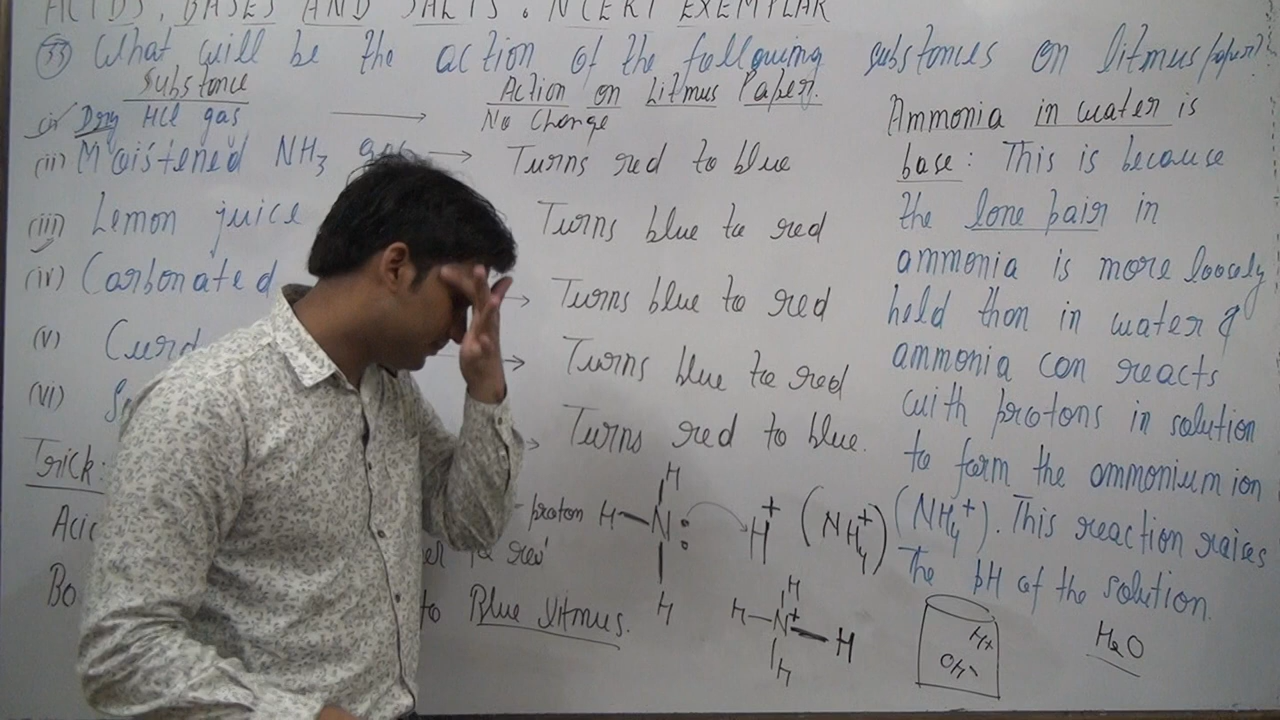 ACIDS, BASES AND SALTS. NCERT EXEMPLAR
33 What will be the action of the following substances on litmus paper?
Substance
Action on Litmus Paper.
(i) Dry HCl gas
No Change
(ii) Moistened NH3 gas
Turns red to blue
(iii) Lemon juice
Turns blue to red
(iv) Carbonated
Turns blue to red
(v) Curd
Turns blue to red
(vi)
Turns red to blue.
Trick:
Acid
proton
to red
to Blue litmus.
Ammonia in water is
base: This is because
the lone pair in
ammonia is more loosely
held than in water &
ammonia can reacts
with protons in solution
to form the ammonium ion
(NH4+). This reaction raises
The pH of the solution.
H
H-N:
H
H+
(NH4+)
H
H-N+-H
H
H+
OH-
H2O